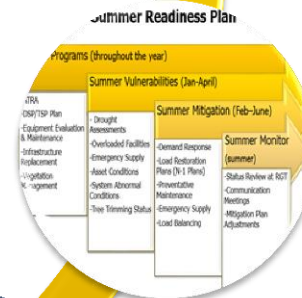 Summer Readiness Plan
Programs (throughout the year)
Summer Vulnerabilities (Jan-April)
Summer Mitigation (Feb–June)
Summer Monitor
(summer)
-DSP/TSP Plan
-Equipment Evaluation
& Maintenance
-Infrastructure
Replacement
-Vegetation
- Drought
Assessments
-Overloaded Facilities
-Emergency Supply
-Asset Conditions
-System Abnormal
Conditions
-Tree Trimming Status
-Demand Response
-Load Restoration
Plans (N-1 Plans)
-Preventative
Maintenance
-Emergency Supply
-Load Balancing
-Status Review at RGT
-Communication
Meetings
-Mitigation Plan
Adjustments